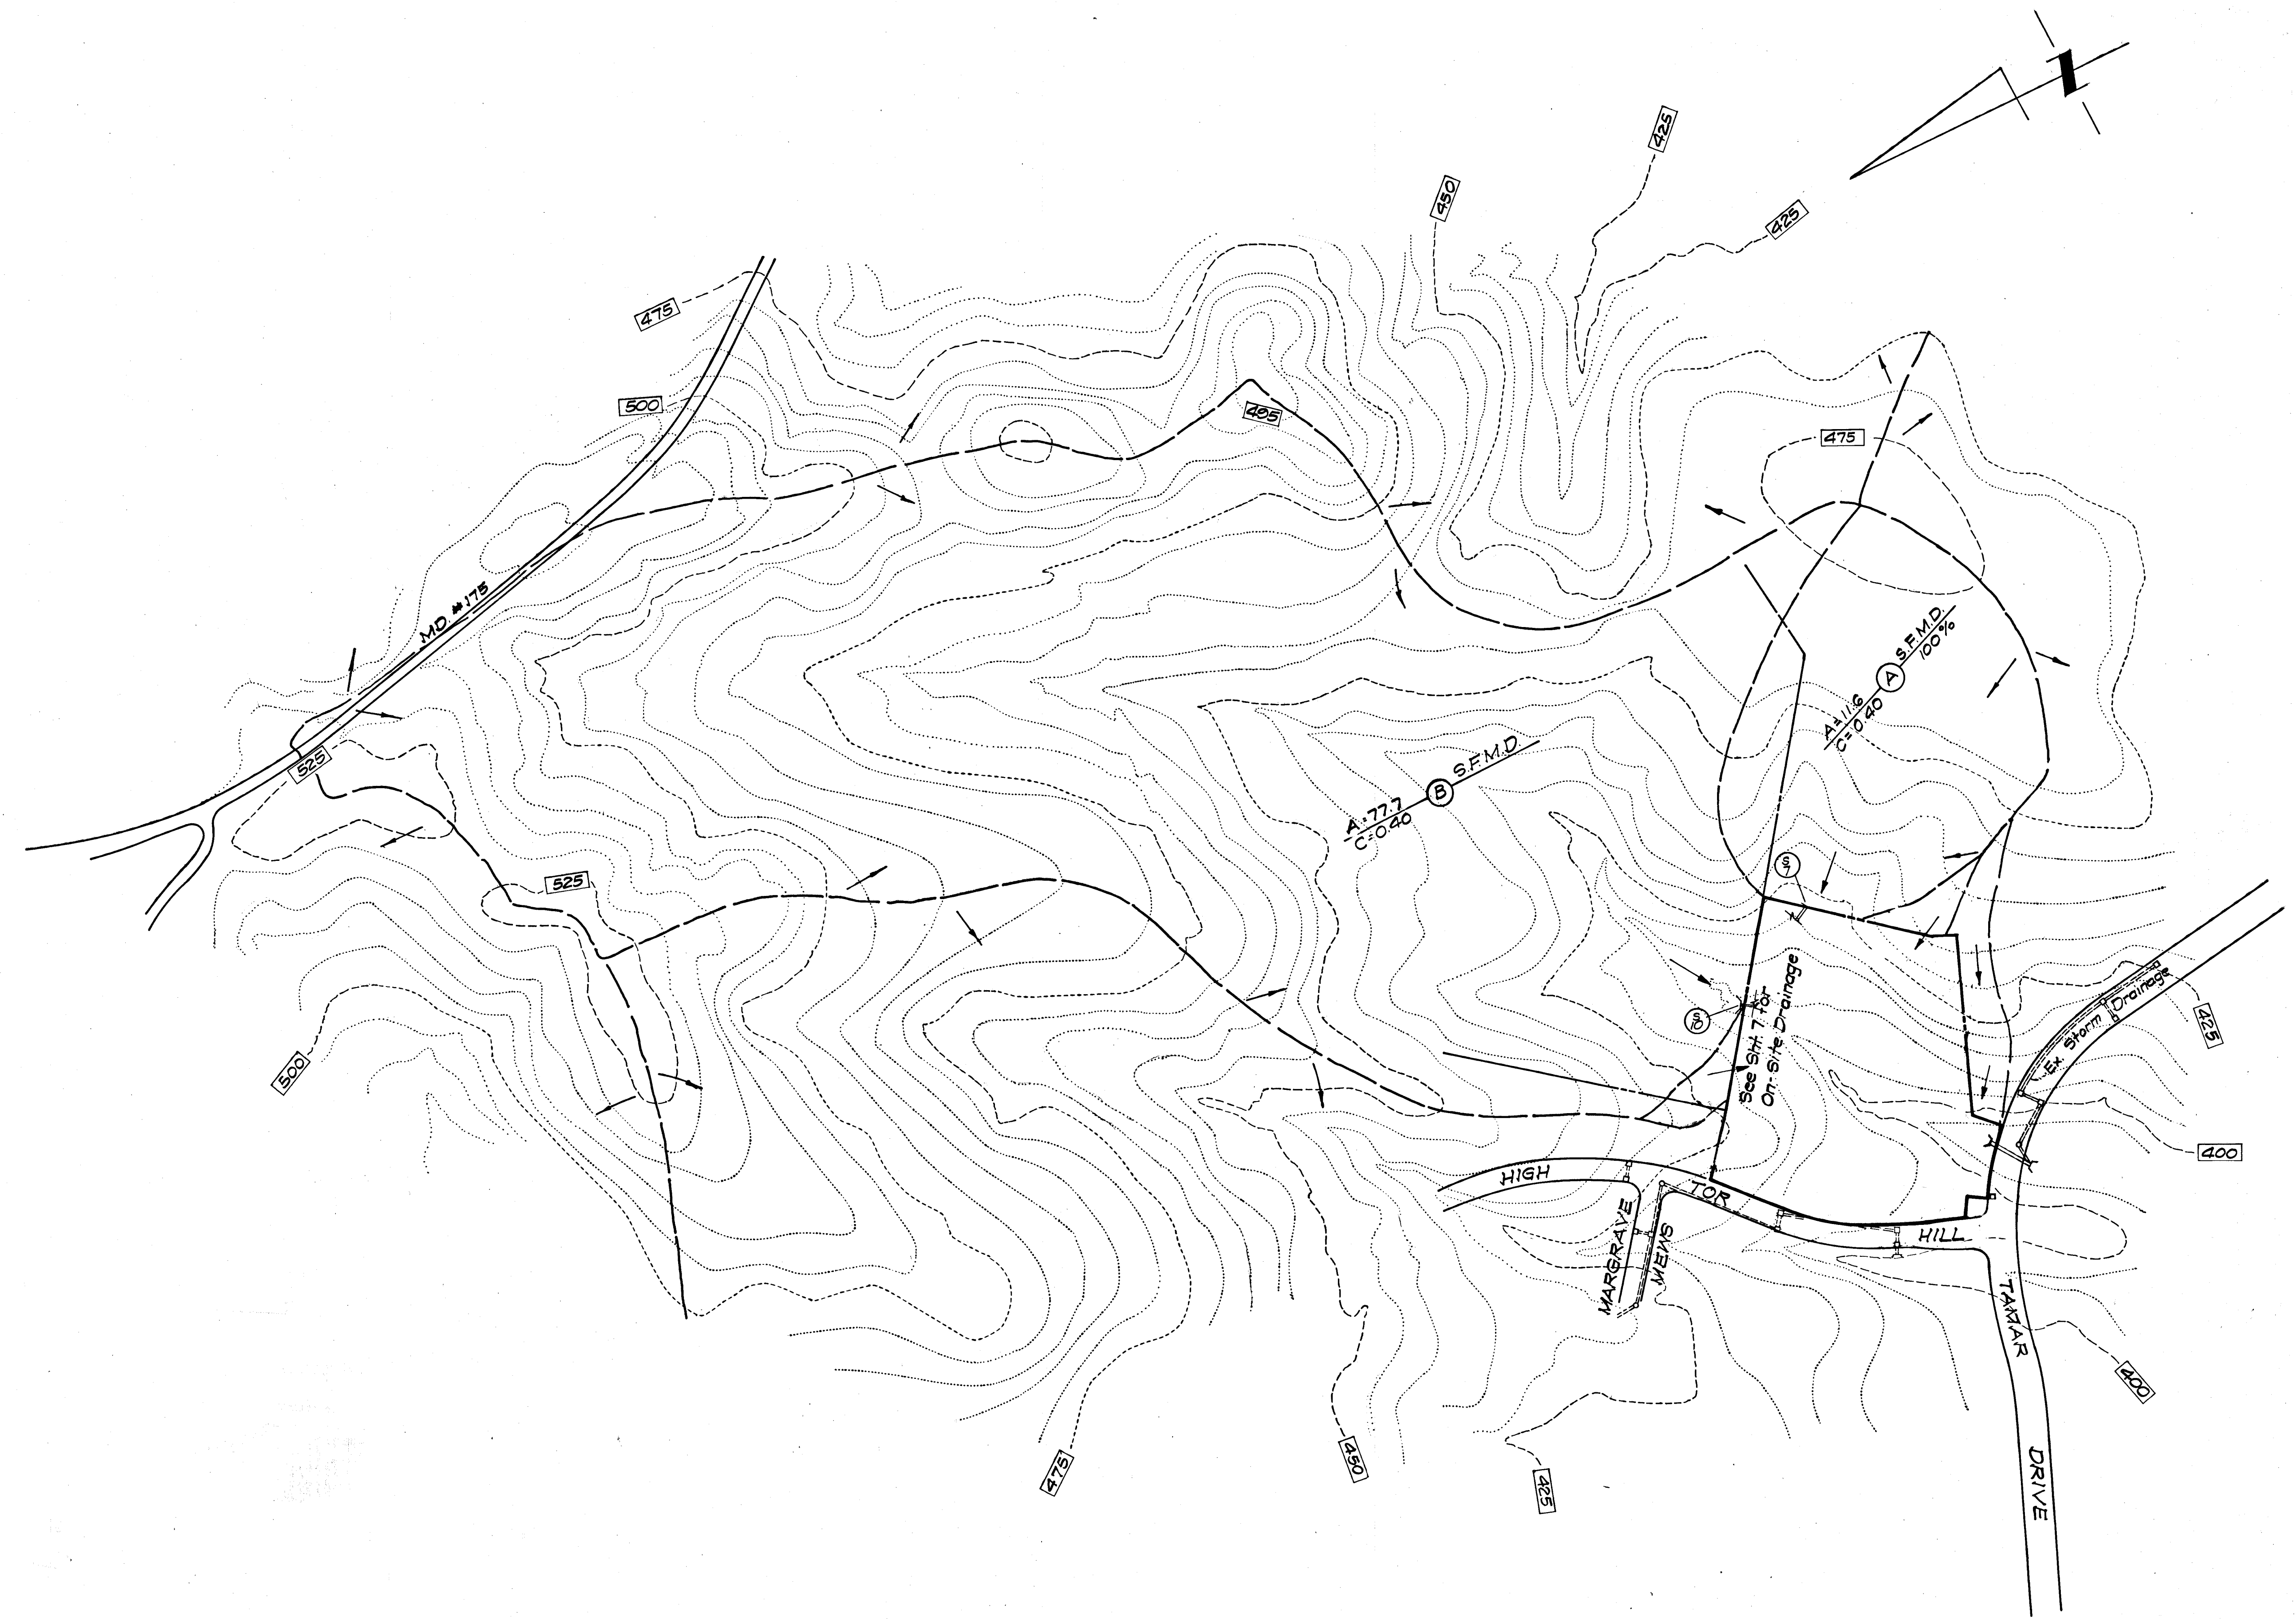 N
425
450
425
475
500
495
475
MD. #175
S.F.M.D.
100%
A
A=11.6
C=0.40
525
S.F.M.D.
B
A=77.7
C=0.40
S
7
525
See Sht. 7 for
On-Site Drainage
S
10
Ex. Storm Drainage
425
500
400
HIGH TOR HILL
MARGRAVE MEWS
TAMAR DRIVE
400
475
450
425